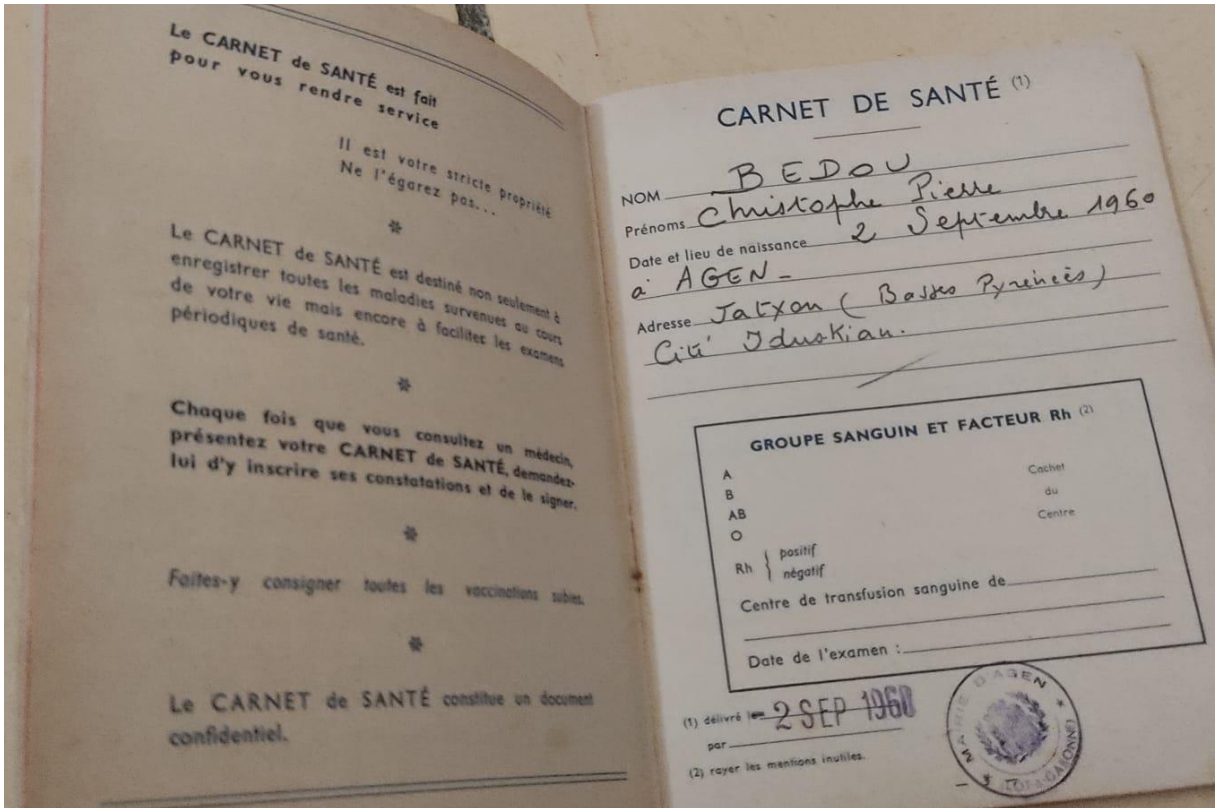 Le CARNET de SANTÉ est fait
pour vous rendre service
Il est votre stricte propriété
Ne l'égarez pas...
Le CARNET de SANTÉ est destiné non seulement à
enregistrer toutes les maladies survenues au cours
de votre vie mais encore à faciliter les examens
périodiques de santé.
Chaque fois que vous consultez un médecin,
présentez votre CARNET de SANTÉ, demandez-
lui d'y inscrire ses constatations et de le signer.
Faites-y consigner toutes les vaccinations subies.
Le CARNET de SANTÉ constitue un document
confidentiel.
CARNET DE SANTÉ (1)
NOM BEDOU
Prénoms Christophe Pierre
Date et lieu de naissance 2 Septembre 1960
à AGEN -
Adresse Jatxou (Basses Pyrénées)
Cité
GROUPE SANGUIN ET FACTEUR Rh (2)
A
B
AB
O
Rh { positif
négatif
Cachet
du
Centre
Centre de transfusion sanguine de
Date de l'examen :
(1) délivré le - 2 SEP 1960
par
(2) rayer les mentions inutiles.
MAIRIE D'AGEN
(LOT-&-GARONNE)